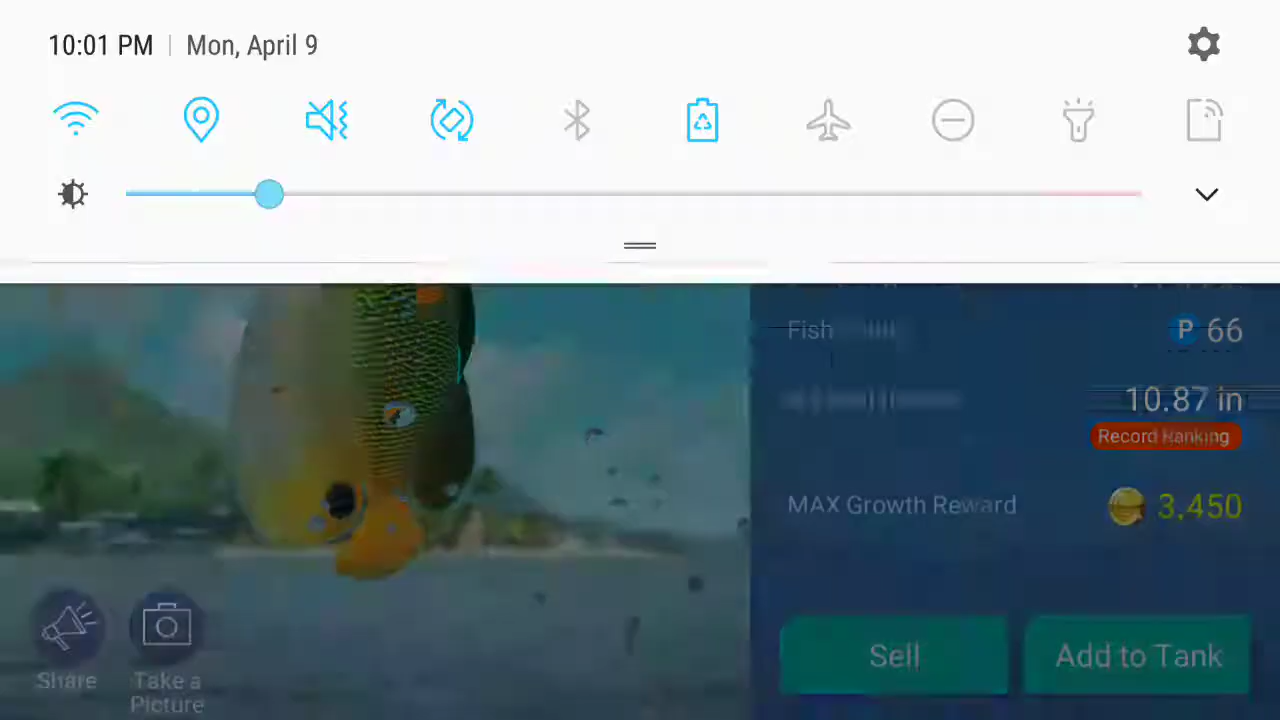 10:01 PM | Mon, April 9
Fish
P 66
10.87 in
Record Ranking
MAX Growth Reward
3,450
Sell
Add to Tank
Share
Take a
Picture